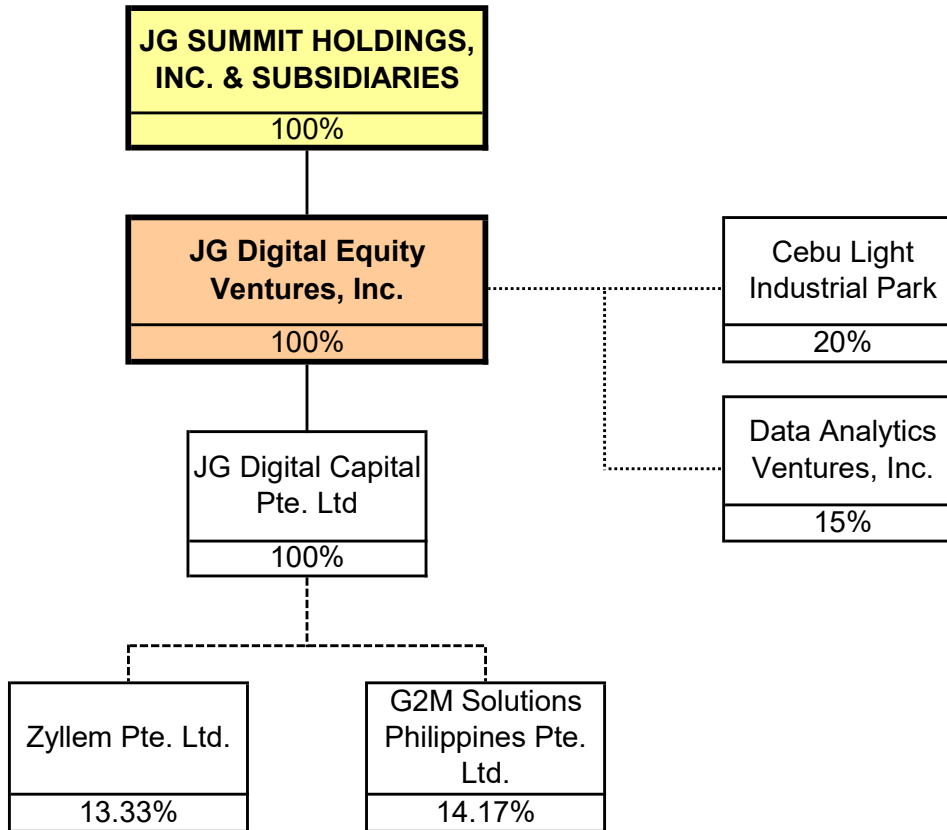 JG SUMMIT HOLDINGS,
INC. & SUBSIDIARIES
100%
JG Digital Equity
Ventures, Inc.
100%
Cebu Light
Industrial Park
20%
Data Analytics
Ventures, Inc.
15%
JG Digital Capital
Pte. Ltd
100%
Zyllem Pte. Ltd.
13.33%
G2M Solutions
Philippines Pte.
Ltd.
14.17%